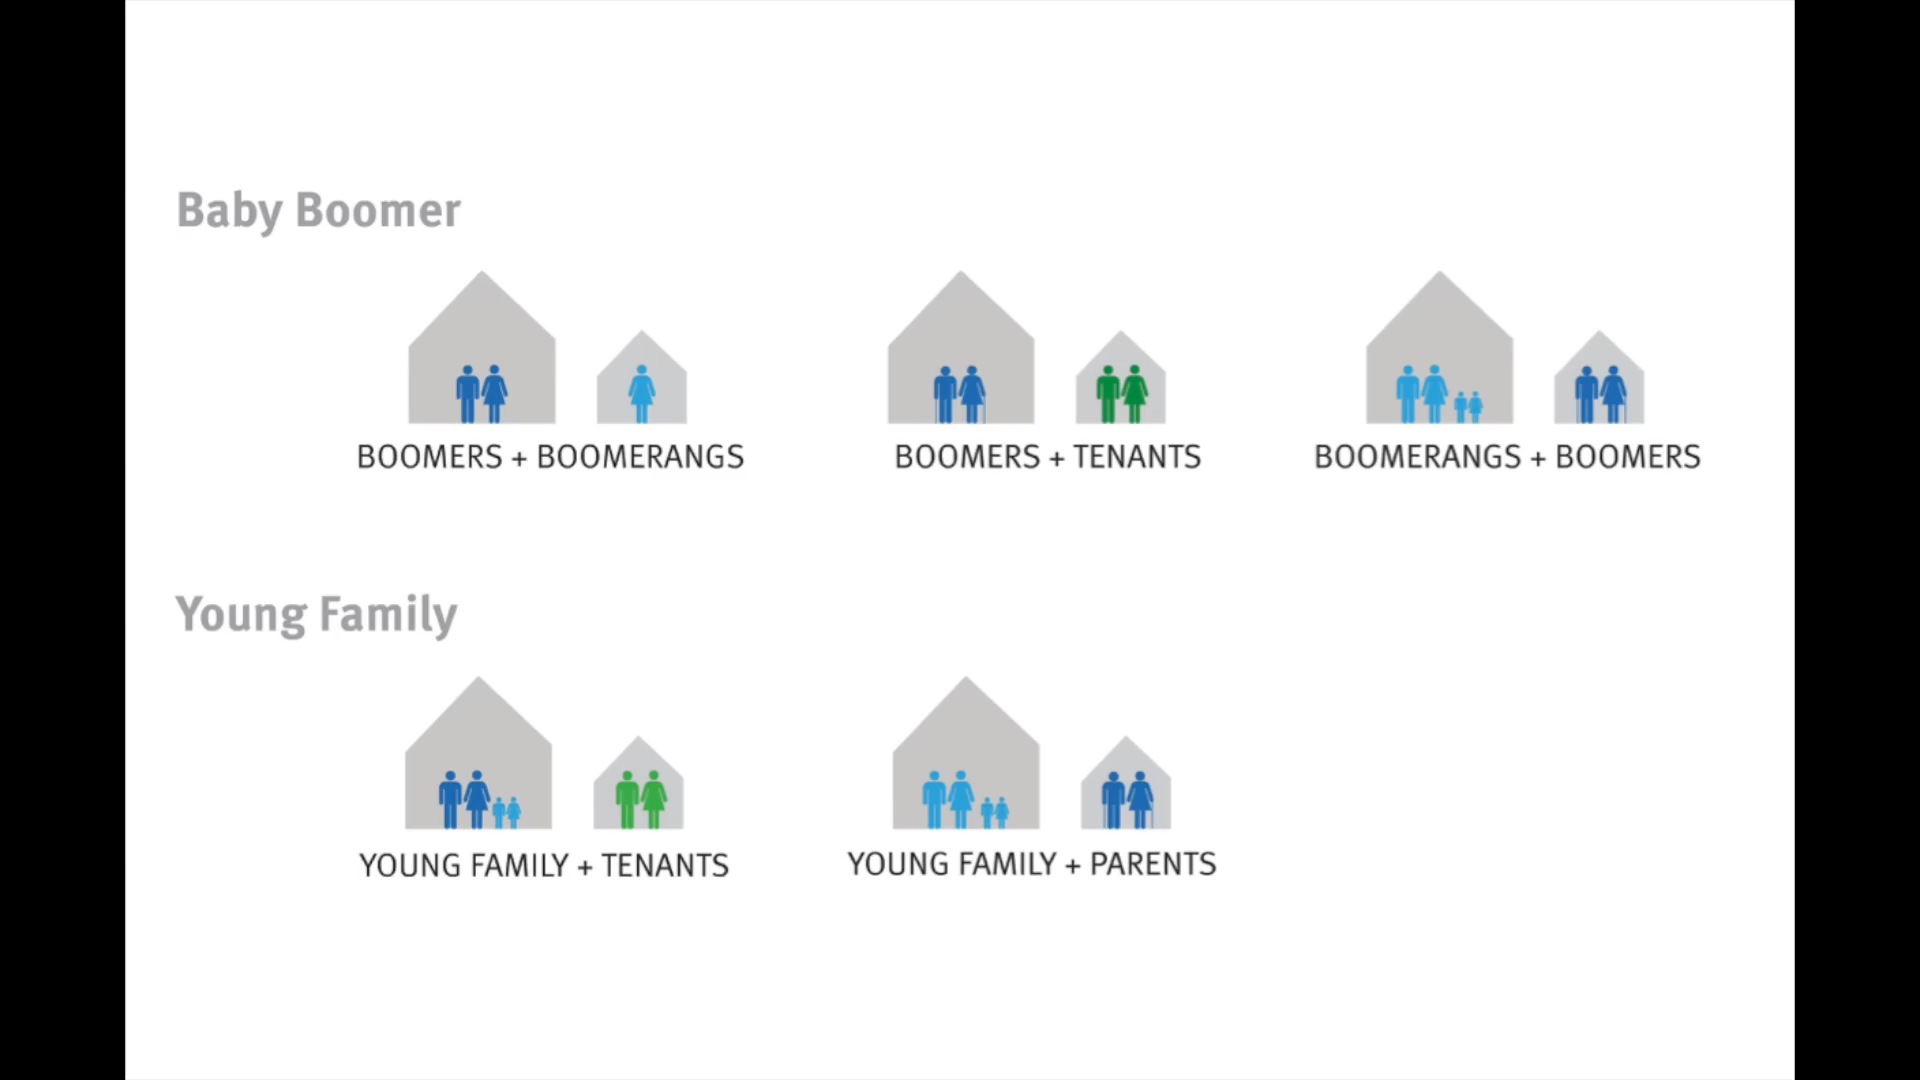 Baby Boomer
BOOMERS + BOOMERANGS
BOOMERS + TENANTS
BOOMERANGS + BOOMERS
Young Family
YOUNG FAMILY + TENANTS
YOUNG FAMILY + PARENTS